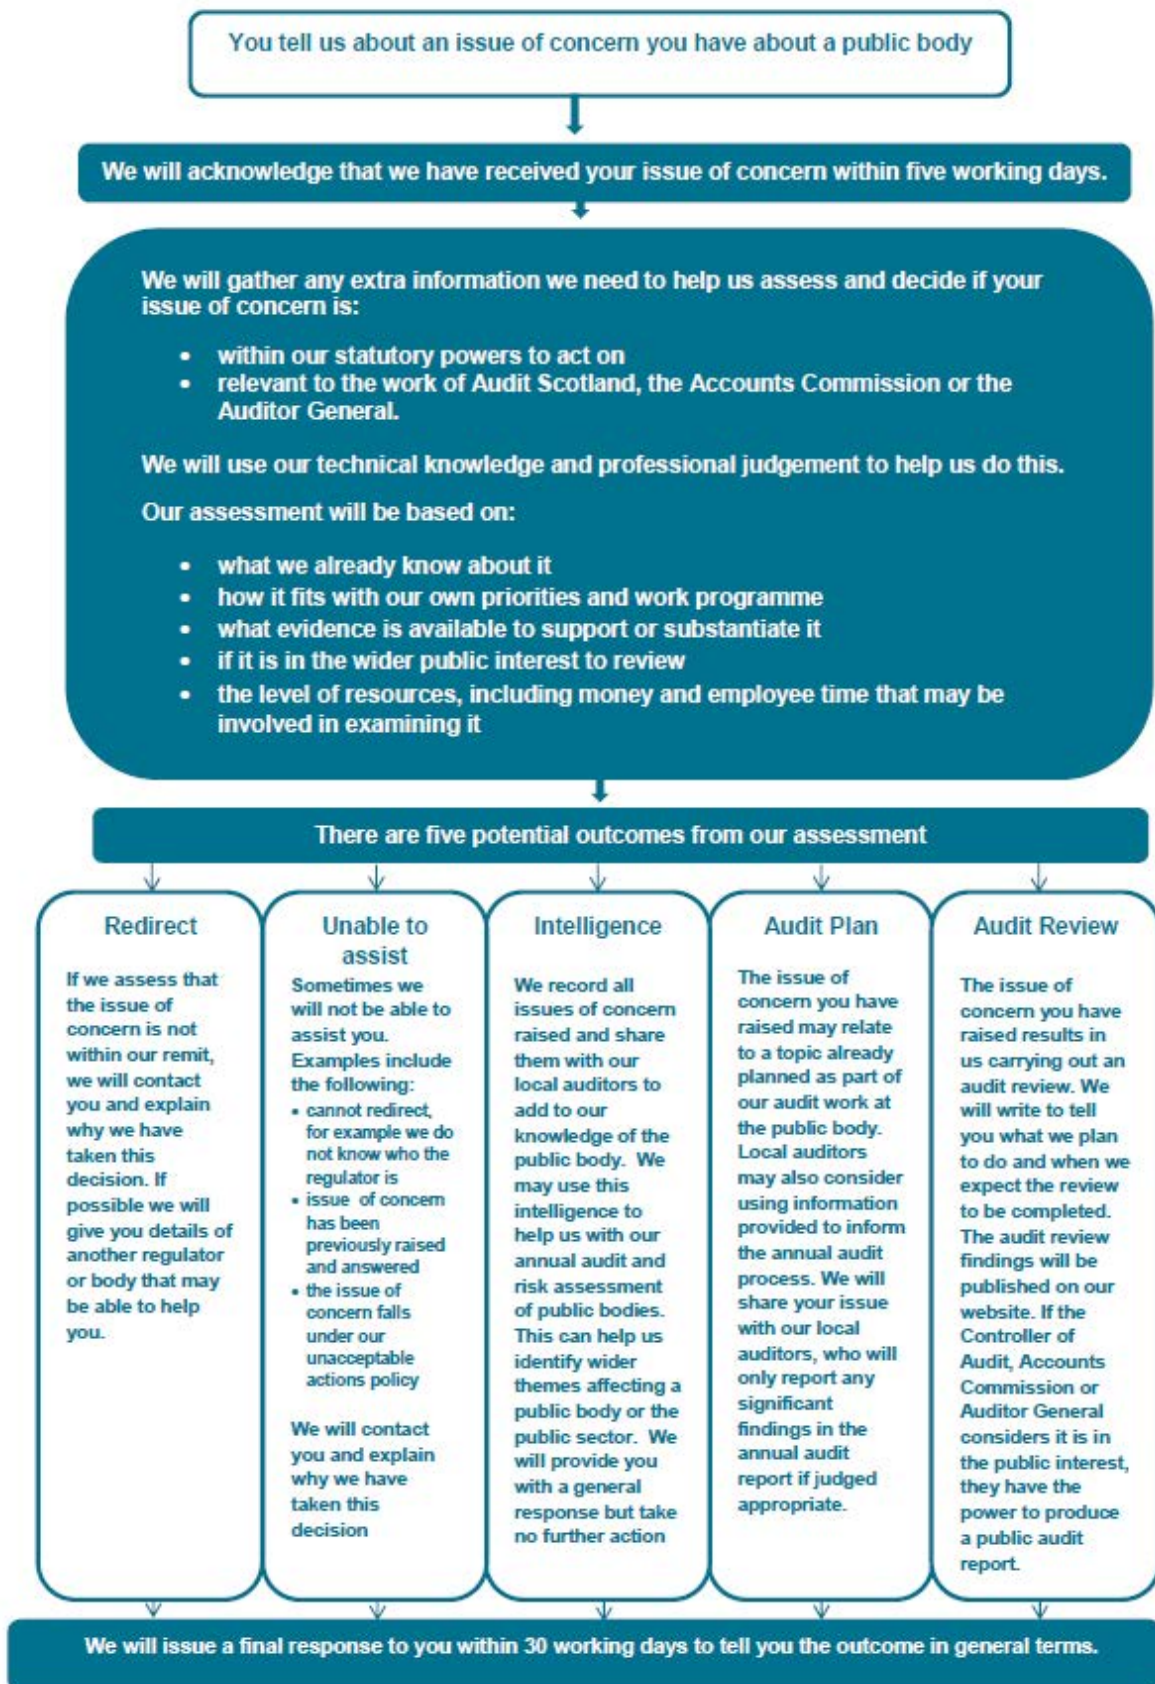 You tell us about an issue of concern you have about a public body
We will acknowledge that we have received your issue of concern within five working days.
We will gather any extra information we need to help us assess and decide if your
issue of concern is:
• within our statutory powers to act on
• relevant to the work of Audit Scotland, the Accounts Commission or the
Auditor General.
We will use our technical knowledge and professional judgement to help us do this.
Our assessment will be based on:
• what we already know about it
• how it fits with our own priorities and work programme
• what evidence is available to support or substantiate it
• if it is in the wider public interest to review
• the level of resources, including money and employee time that may be
involved in examining it
There are five potential outcomes from our assessment
Redirect
If we assess that
the issue of
concern is not
within our remit,
we will contact
you and explain
why we have
taken this
decision. If
possible we will
give you details of
another regulator
or body that may
be able to help
you.
Unable to
assist
Sometimes we
will not be able to
assist you.
Examples include
the following:
• cannot redirect,
for example we do
not know who the
regulator is
• issue of concern
has been
previously raised
and answered
• the issue of
concern falls
under our
unacceptable
actions policy
We will contact
you and explain
why we have
taken this
decision
Intelligence
We record all
issues of concern
raised and share
them with our
local auditors to
add to our
knowledge of the
public body. We
may use this
intelligence to
help us with our
annual audit and
risk assessment
of public bodies.
This can help us
identify wider
themes affecting a
public body or the
public sector. We
will provide you
with a general
response but take
no further action
Audit Plan
The issue of
concern you have
raised may relate
to a topic already
planned as part of
our audit work at
the public body.
Local auditors
may also consider
using information
provided to inform
the annual audit
process. We will
share your issue
with our local
auditors, who will
only report any
significant
findings in the
annual audit
report if judged
appropriate.
Audit Review
The issue of
concern you have
raised results in
us carrying out an
audit review. We
will write to tell
you what we plan
to do and when we
expect the review
to be completed.
The audit review
findings will be
published on our
website. If the
Controller of
Audit, Accounts
Commission or
Auditor General
considers it is in
the public interest,
they have the
power to produce
a public audit
report.
We will issue a final response to you within 30 working days to tell you the outcome in general terms.